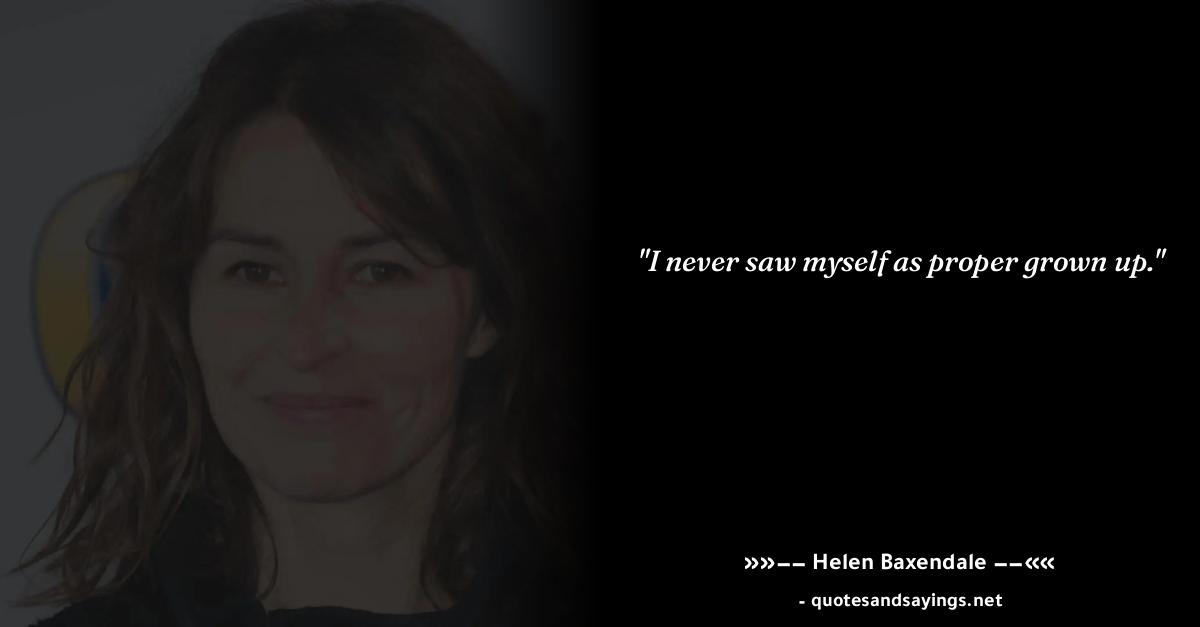 "I never saw myself as proper grown up."
»»−− Helen Baxendale −−««
- quotesandsayings.net